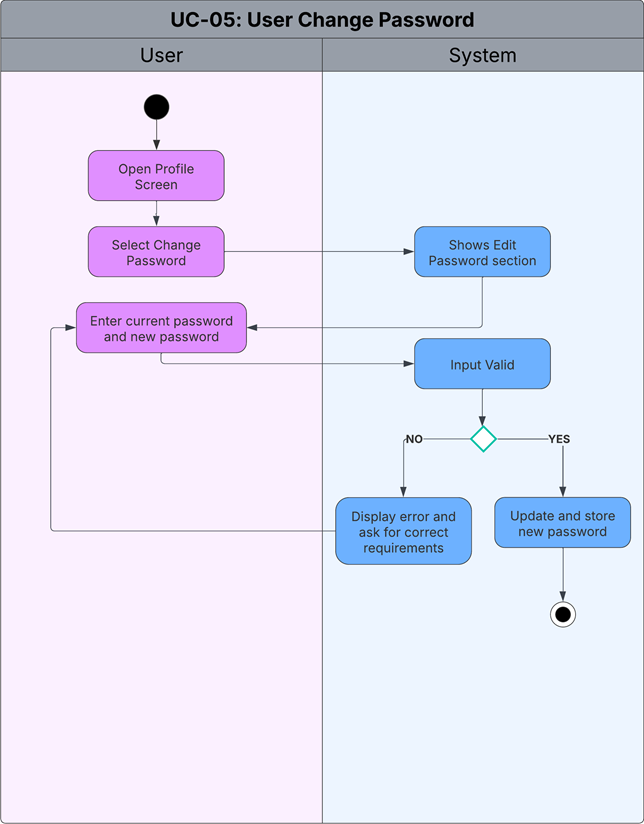 UC-05: User Change Password
User
System
Open Profile
Screen
Select Change
Password
Shows Edit
Password section
Enter current password
and new password
Input Valid
NO
YES
Display error and
ask for correct
requirements
Update and store
new password